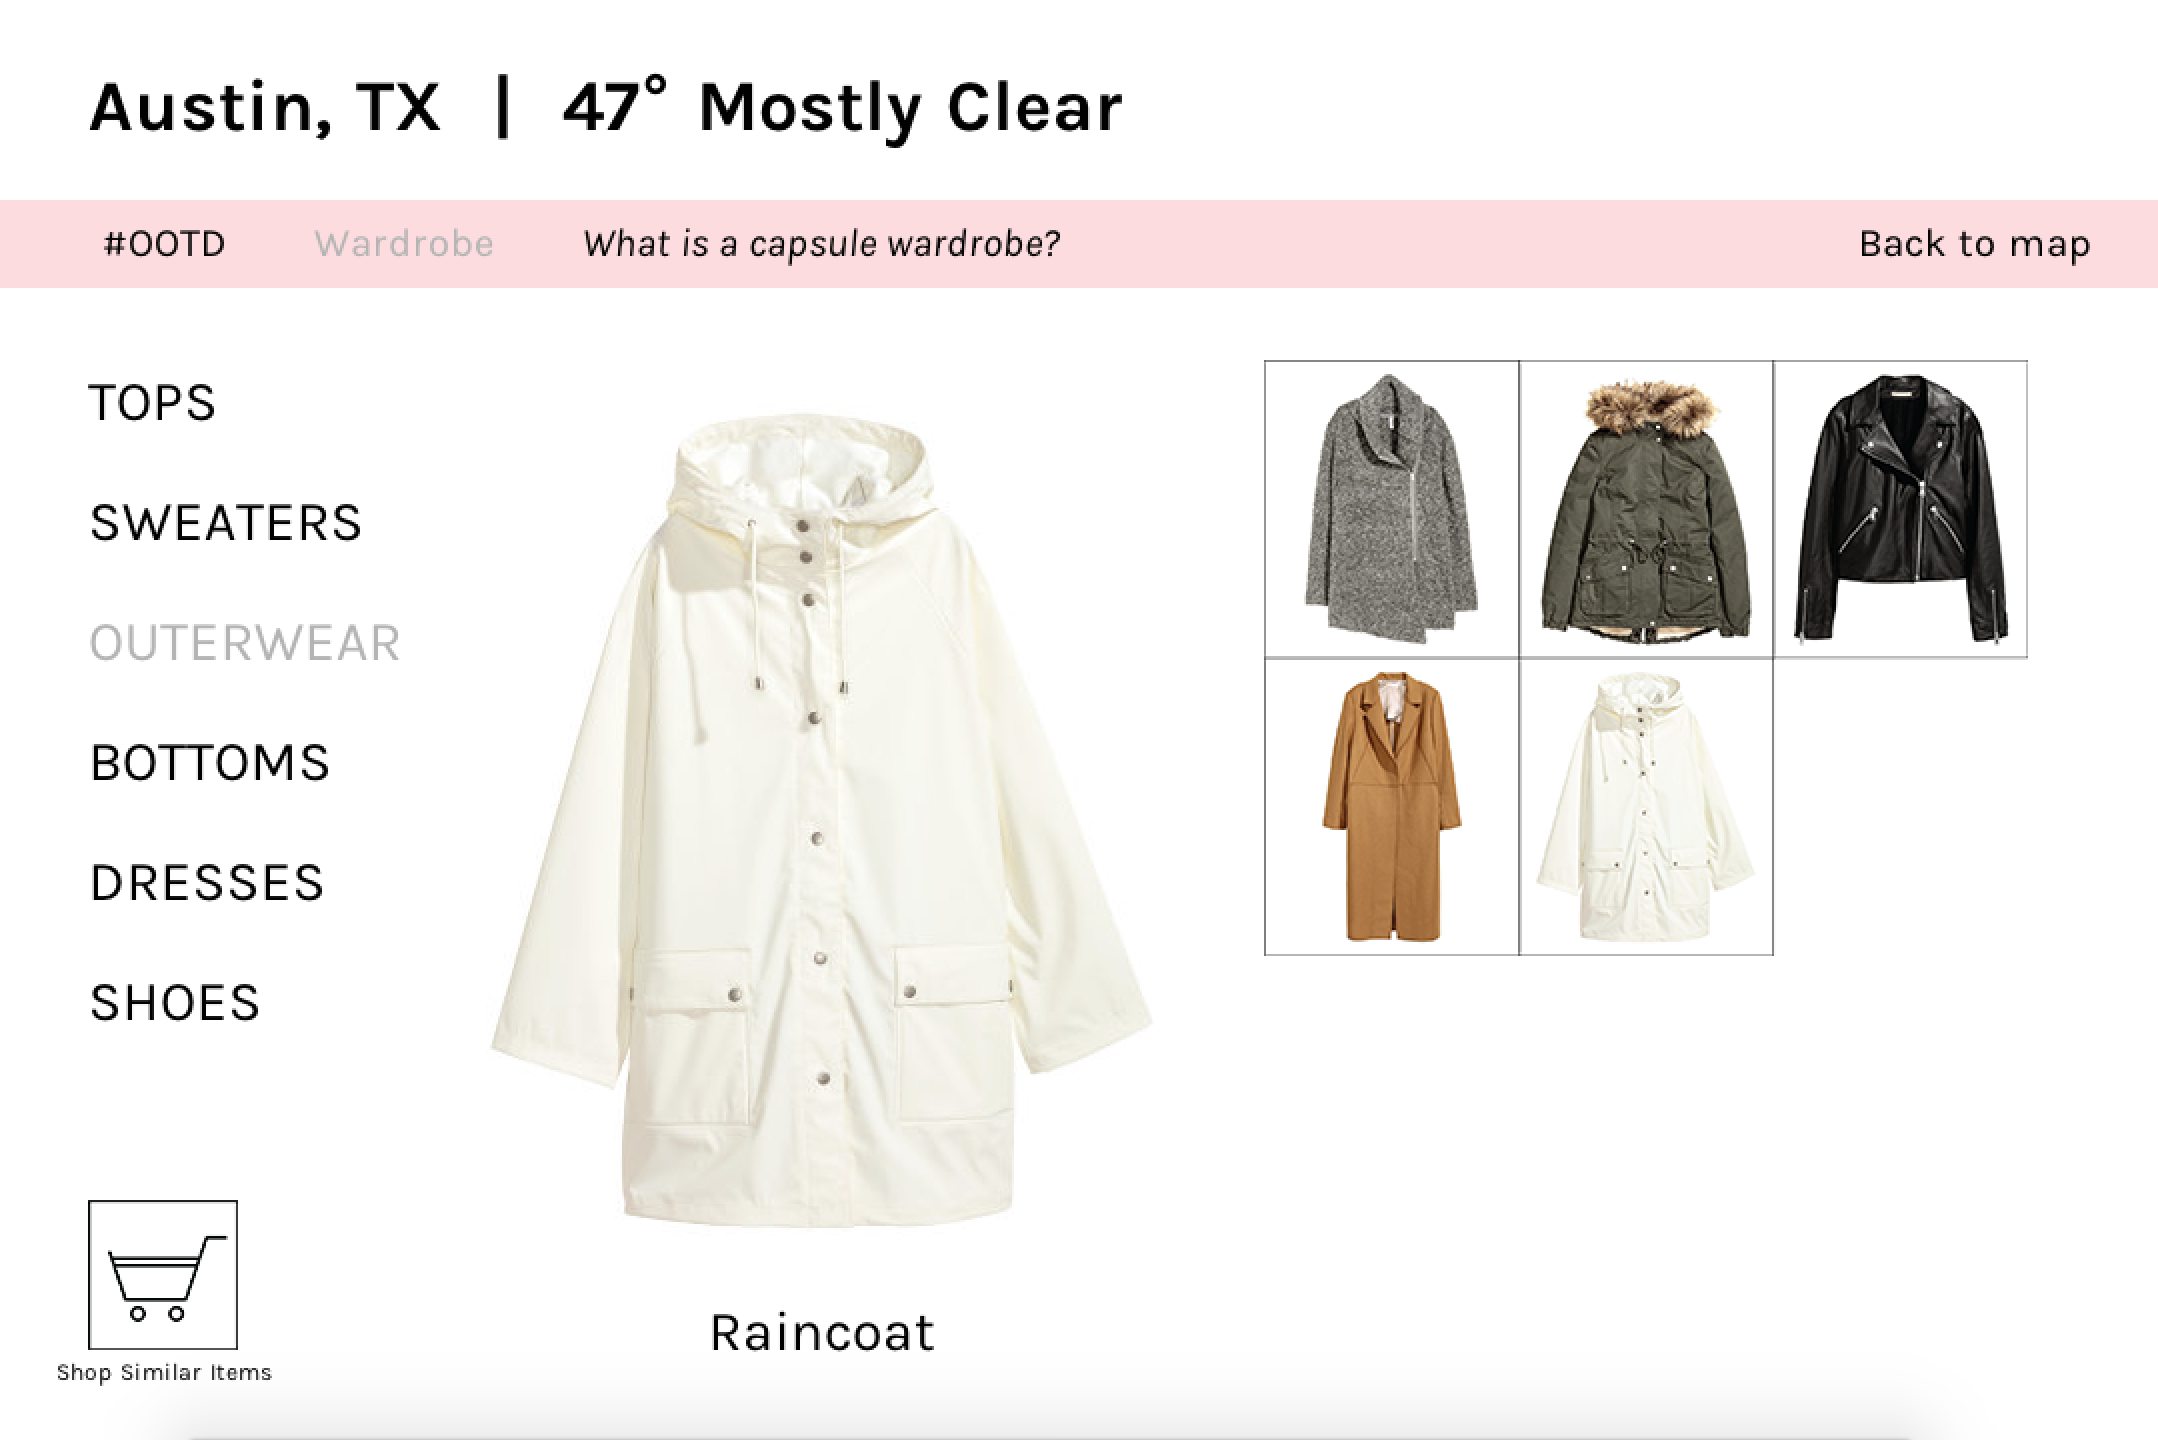 Austin, TX | 47° Mostly Clear
#OOTD Wardrobe What is a capsule wardrobe? Back to map
TOPS
SWEATERS
OUTERWEAR
BOTTOMS
DRESSES
SHOES
Raincoat
Shop Similar Items